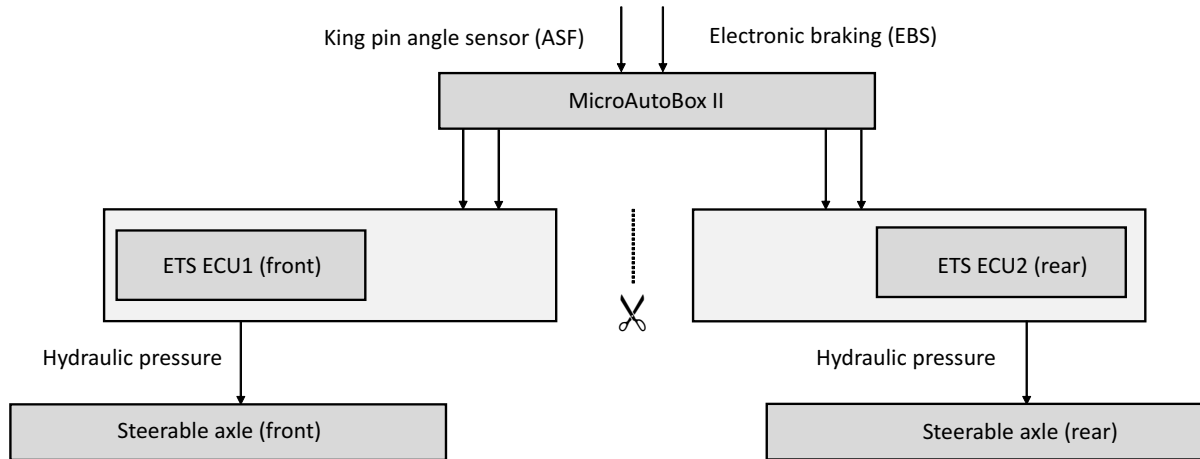 King pin angle sensor (ASF)
Electronic braking (EBS)
MicroAutoBox II
ETS ECU1 (front)
ETS ECU2 (rear)
Hydraulic pressure
Hydraulic pressure
Steerable axle (front)
Steerable axle (rear)